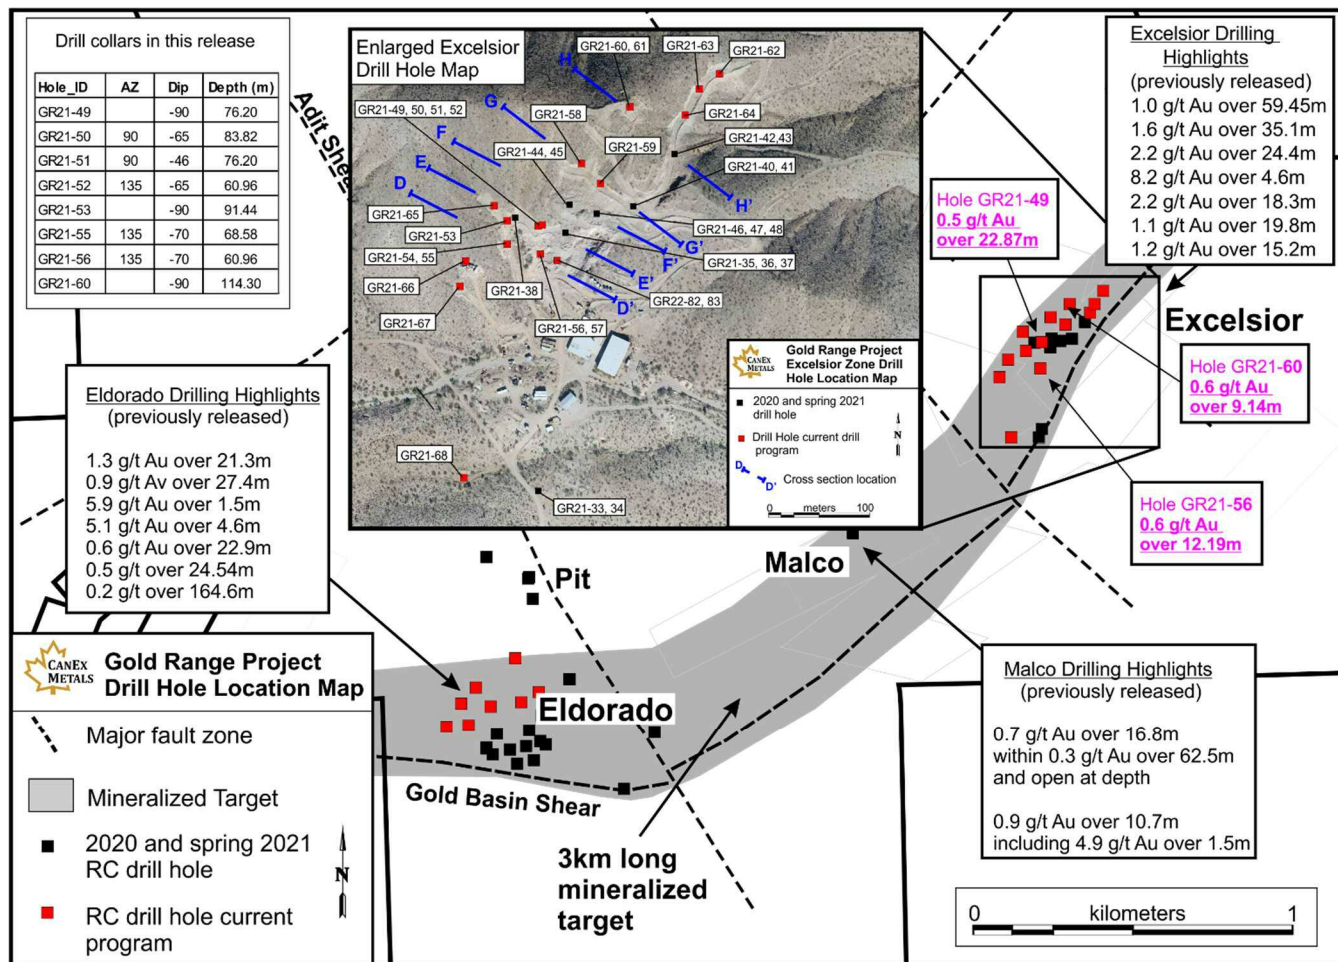 Drill collars in this release
Hole_ID AZ Dip Depth (m)
GR21-49 -90 76.20
GR21-50 90 -65 83.82
GR21-51 90 -46 76.20
GR21-52 135 -65 60.96
GR21-53 -90 91.44
GR21-55 135 -70 68.58
GR21-56 135 -70 60.96
GR21-60 -90 114.30
Adit Shea
Enlarged Excelsior
Drill Hole Map
GR21-60, 61
GR21-63
GR21-62
H
GR21-49, 50, 51, 52
G
GR21-58
GR21-64
F
GR21-59
GR21-42,43
GR21-44, 45
E
GR21-40, 41
D
H'
GR21-65
GR21-53
GR21-46, 47, 48
G'
GR21-54, 55
F'
GR21-35, 36, 37
GR21-66
E'
GR21-38
D'
GR22-82, 83
GR21-67
GR21-56, 57
GR21-68
GR21-33, 34
CANEX
METALS
Gold Range Project
Excelsior Zone Drill
Hole Location Map
2020 and spring 2021
drill hole
Drill Hole current drill
program
N
D
D'
Cross section location
0 meters 100
Excelsior Drilling
Highlights
(previously released)
1.0 g/t Au over 59.45m
1.6 g/t Au over 35.1m
2.2 g/t Au over 24.4m
8.2 g/t Au over 4.6m
2.2 g/t Au over 18.3m
1.1 g/t Au over 19.8m
1.2 g/t Au over 15.2m
Hole GR21-49
0.5 g/t Au
over 22.87m
Excelsior
Hole GR21-60
0.6 g/t Au
over 9.14m
Hole GR21-56
0.6 g/t Au
over 12.19m
Eldorado Drilling Highlights
(previously released)
1.3 g/t Au over 21.3m
0.9 g/t Av over 27.4m
5.9 g/t Au over 1.5m
5.1 g/t Au over 4.6m
0.6 g/t Au over 22.9m
0.5 g/t over 24.54m
0.2 g/t over 164.6m
Pit
Malco
Eldorado
Gold Basin Shear
3km long
mineralized
target
Malco Drilling Highlights
(previously released)
0.7 g/t Au over 16.8m
within 0.3 g/t Au over 62.5m
and open at depth
0.9 g/t Au over 10.7m
including 4.9 g/t Au over 1.5m
CANEX
METALS
Gold Range Project
Drill Hole Location Map
Major fault zone
Mineralized Target
2020 and spring 2021
RC drill hole
N
RC drill hole current
program
0 kilometers 1